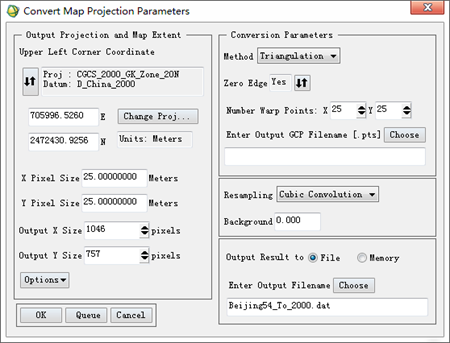 Convert Map Projection Parameters
Output Projection and Map Extent
Upper Left Corner Coordinate
Proj : CGCS_2000_GK_Zone_20N
Datum: D_China_2000
705996.5260 E Change Proj...
2472430.9256 N Units: Meters
X Pixel Size 25.00000000 Meters
Y Pixel Size 25.00000000 Meters
Output X Size 1046 pixels
Output Y Size 757 pixels
Options
OK Queue Cancel
Conversion Parameters
Method Triangulation
Zero Edge Yes
Number Warp Points: X 25 Y 25
Enter Output GCP Filename [.pts] Choose
Resampling Cubic Convolution
Background 0.000
Output Result to File Memory
Enter Output Filename Choose
Beijing54_To_2000.dat